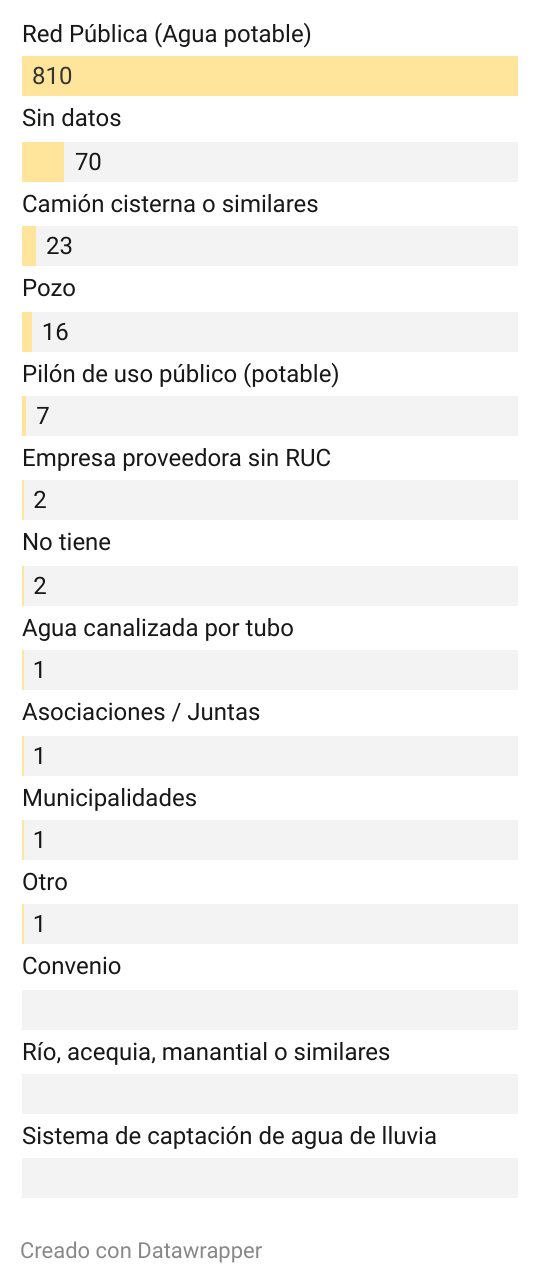 Red Pública (Agua potable)
810
Sin datos
70
Camión cisterna o similares
23
Pozo
16
Pilón de uso público (potable)
7
Empresa proveedora sin RUC
2
No tiene
2
Agua canalizada por tubo
1
Asociaciones / Juntas
1
Municipalidades
1
Otro
1
Convenio
Río, acequia, manantial o similares
Sistema de captación de agua de lluvia
Creado con Datawrapper